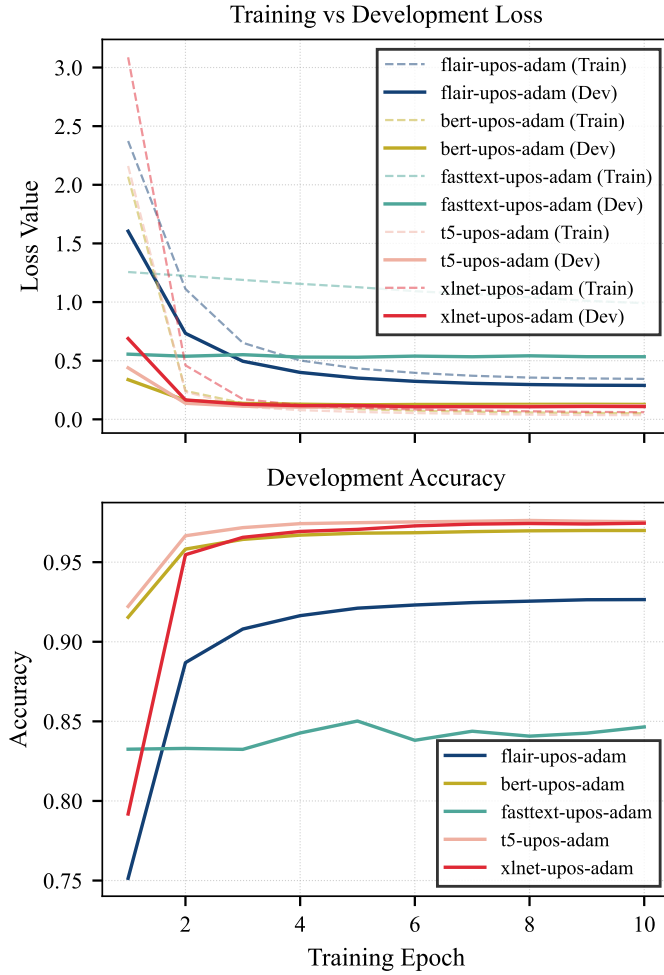 Training vs Development Loss
Loss Value
3.0
2.5
2.0
1.5
1.0
0.5
0.0
flair-upos-adam (Train)
flair-upos-adam (Dev)
bert-upos-adam (Train)
bert-upos-adam (Dev)
fasttext-upos-adam (Train)
fasttext-upos-adam (Dev)
t5-upos-adam (Train)
t5-upos-adam (Dev)
xlnet-upos-adam (Train)
xlnet-upos-adam (Dev)
Development Accuracy
Accuracy
0.95
0.90
0.85
0.80
0.75
flair-upos-adam
bert-upos-adam
fasttext-upos-adam
t5-upos-adam
xlnet-upos-adam
2 4 6 8 10
Training Epoch